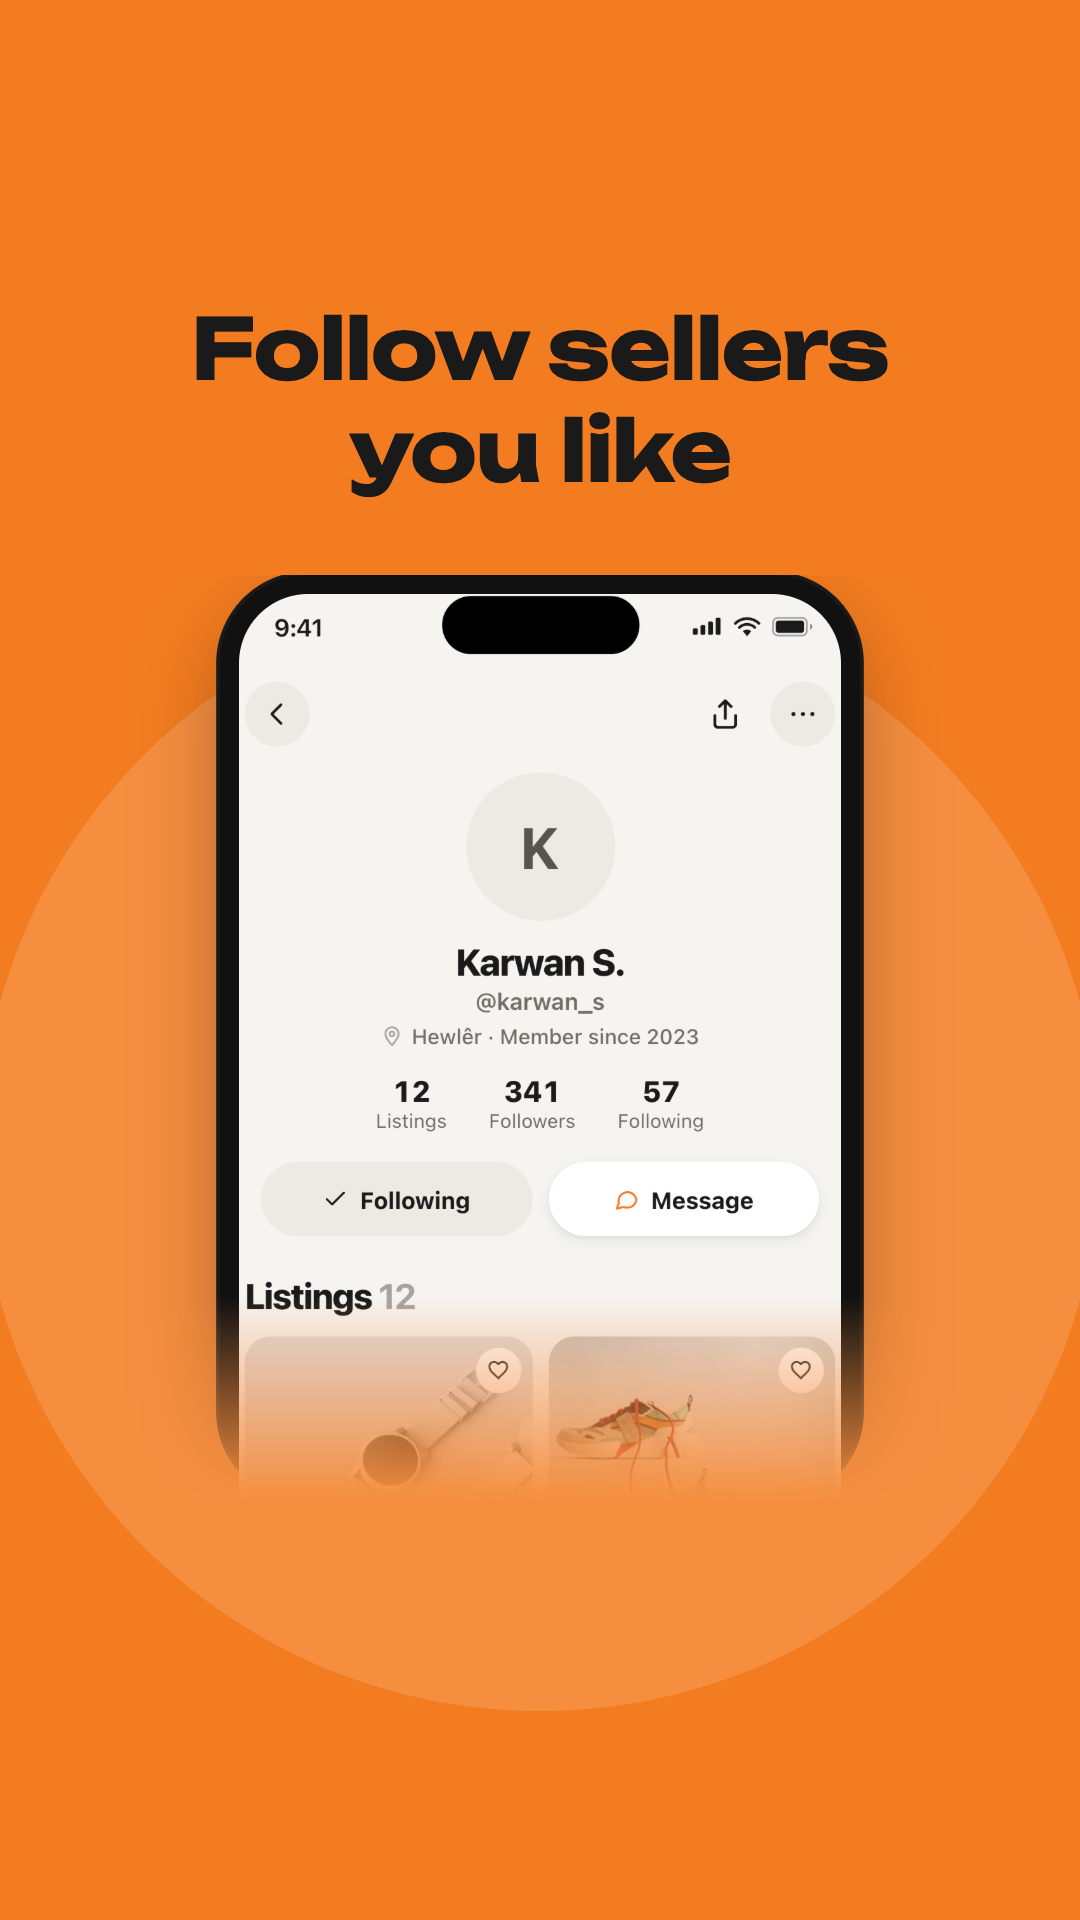 Follow sellers
you like
9:41
K
Karwan S.
@karwan_s
Hewlêr · Member since 2023
12 341 57
Listings Followers Following
Following Message
Listings 12